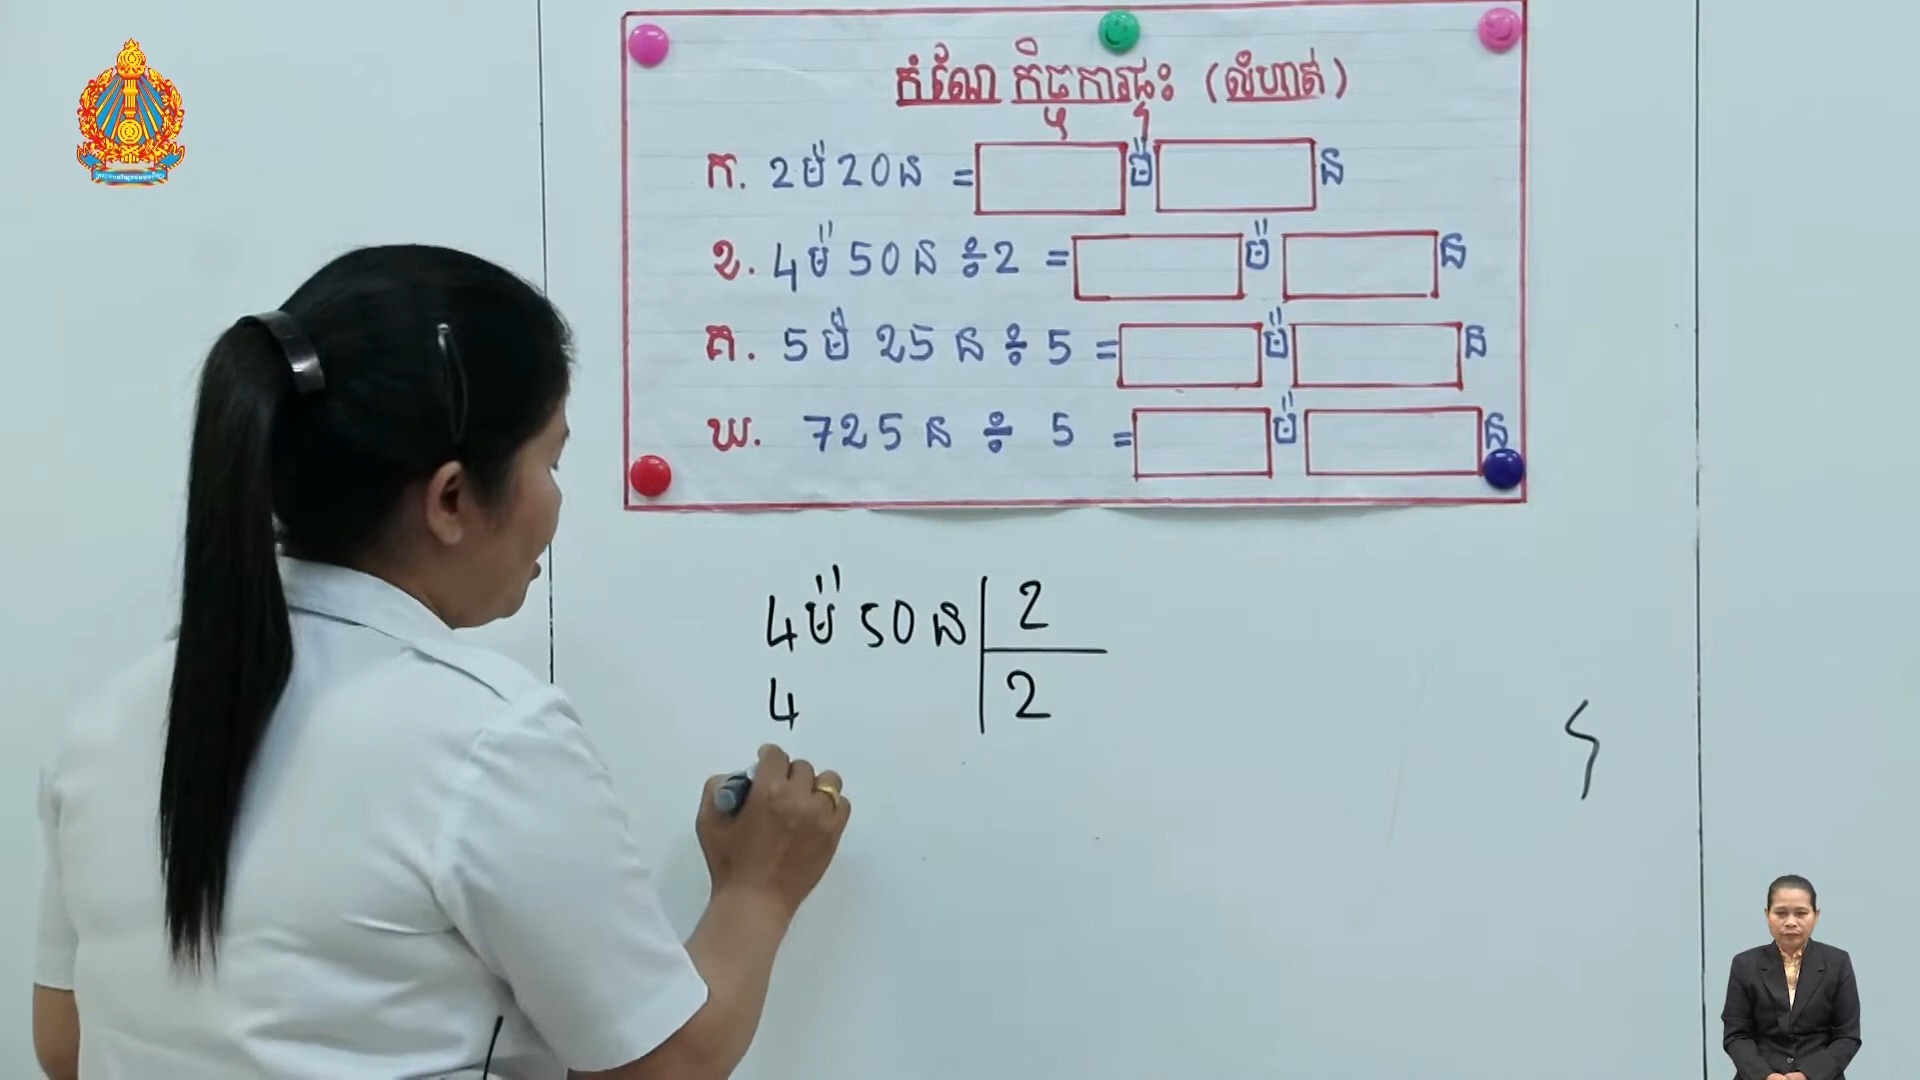 កំណែ កិច្ចការផ្ទះ (លំហាត់)
ក. 2ម៉ 20ន = ម៉ ន
ខ. 4ម៉ 50ន ÷ 2 = ម៉ ន
គ. 5ម៉ 25ន ÷ 5 = ម៉ ន
ឃ. 725ន ÷ 5 = ម៉ ន
4ម៉ 50ន 2
4 2